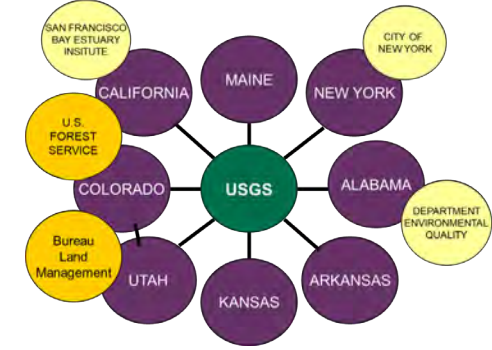 SAN FRANCISCO
BAY ESTUARY
INSITUTE
CITY OF
NEW YORK
CALIFORNIA
MAINE
NEW YORK
U.S.
FOREST
SERVICE
COLORADO
USGS
ALABAMA
DEPARTMENT
ENVIRONMENTAL
QUALITY
Bureau
Land
Management
UTAH
KANSAS
ARKANSAS